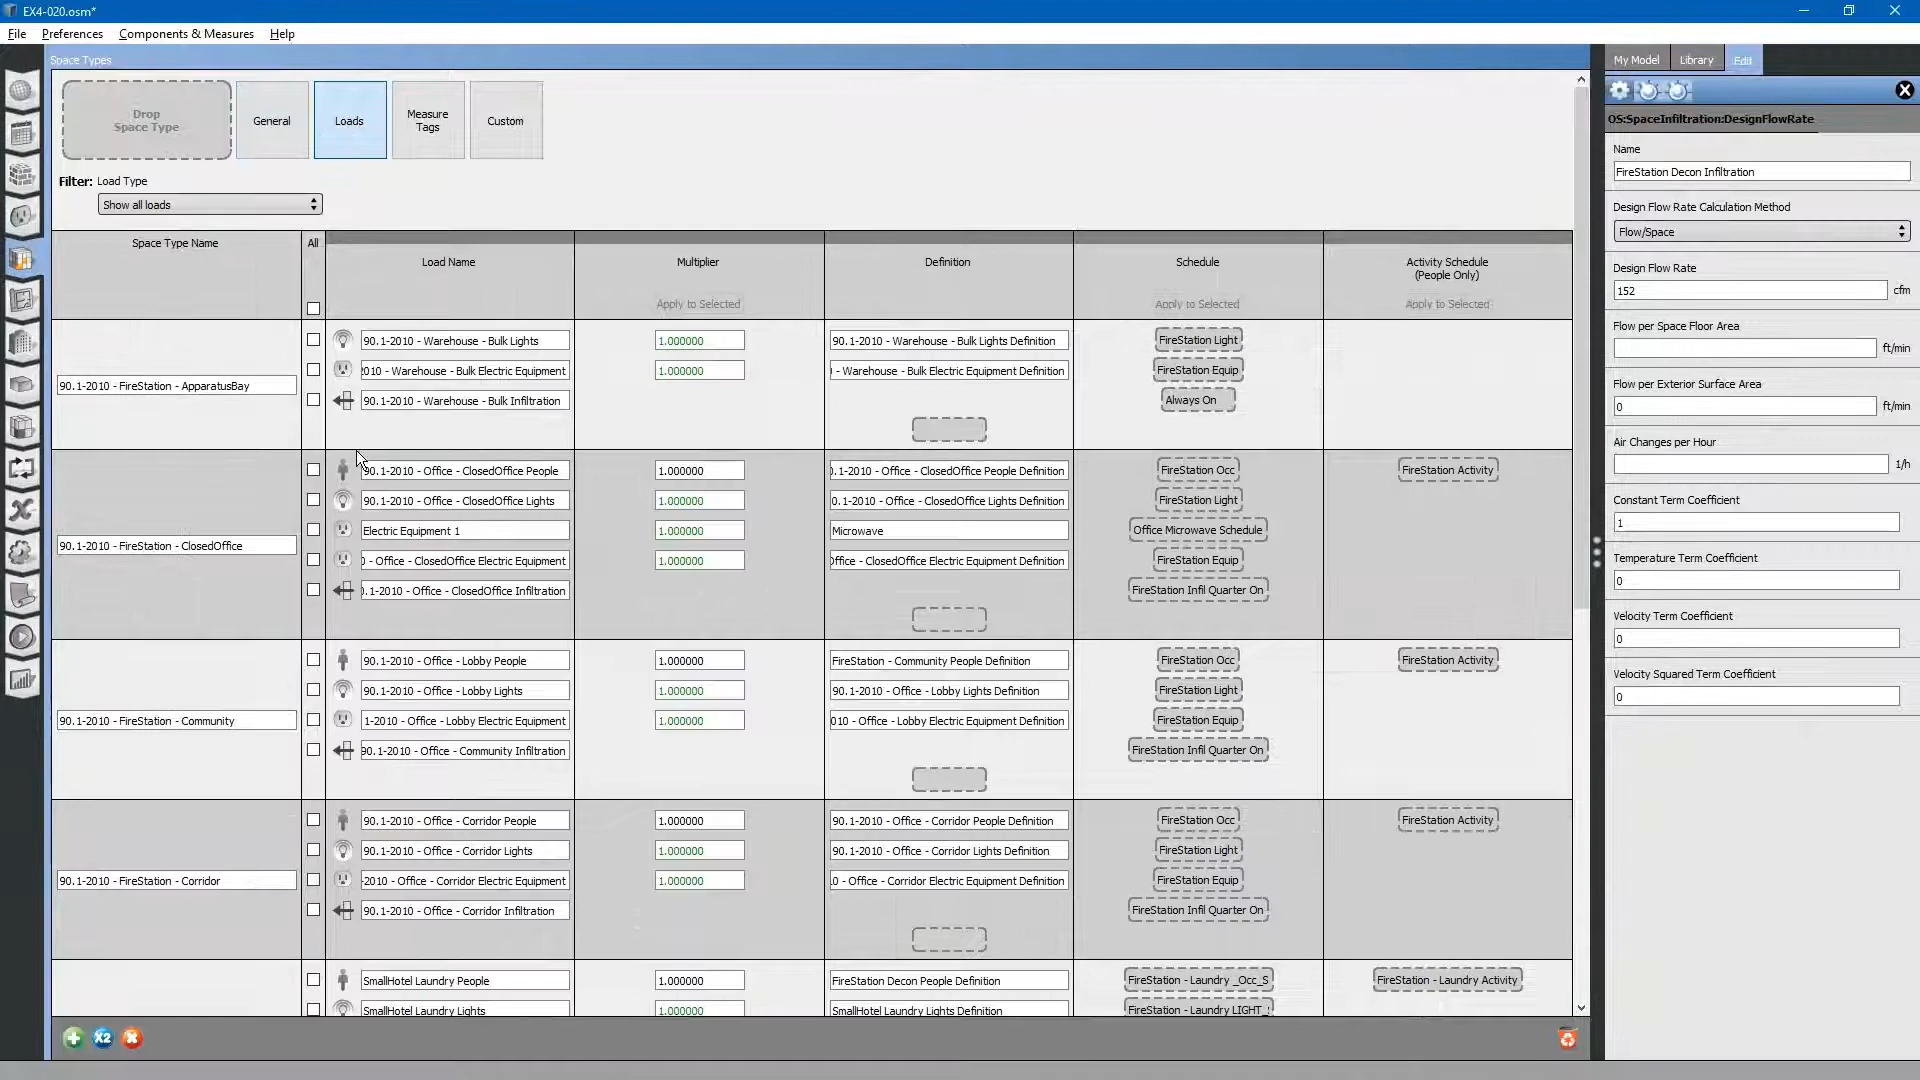 EX4-020.osm*
File Preferences Components & Measures Help
Space Types
My Model Library Edit
Drop
Space Type
General
Loads
Measure
Tags
Custom
Filter: Load Type
Show all loads
Space Type Name
All
Load Name
Multiplier
Definition
Schedule
Activity Schedule
(People Only)
Apply to Selected
Apply to Selected
Apply to Selected
90.1-2010 - FireStation - ApparatusBay
90.1-2010 - Warehouse - Bulk Lights 1.000000 90.1-2010 - Warehouse - Bulk Lights Definition FireStation Light
2010 - Warehouse - Bulk Electric Equipment 1.000000 - Warehouse - Bulk Electric Equipment Definition FireStation Equip
90.1-2010 - Warehouse - Bulk Infiltration Always On
90.1-2010 - FireStation - ClosedOffice
90.1-2010 - Office - ClosedOffice People 1.000000 .1-2010 - Office - ClosedOffice People Definition FireStation Occ FireStation Activity
90.1-2010 - Office - ClosedOffice Lights 1.000000 0.1-2010 - Office - ClosedOffice Lights Definition FireStation Light
Electric Equipment 1 1.000000 Microwave Office Microwave Schedule
0 - Office - ClosedOffice Electric Equipment 1.000000 Office - ClosedOffice Electric Equipment Definition FireStation Equip
.1-2010 - Office - ClosedOffice Infiltration FireStation Infil Quarter On
90.1-2010 - FireStation - Community
90.1-2010 - Office - Lobby People 1.000000 FireStation - Community People Definition FireStation Occ FireStation Activity
90.1-2010 - Office - Lobby Lights 1.000000 90.1-2010 - Office - Lobby Lights Definition FireStation Light
1-2010 - Office - Lobby Electric Equipment 1.000000 010 - Office - Lobby Electric Equipment Definition FireStation Equip
90.1-2010 - Office - Community Infiltration FireStation Infil Quarter On
90.1-2010 - FireStation - Corridor
90.1-2010 - Office - Corridor People 1.000000 90.1-2010 - Office - Corridor People Definition FireStation Occ FireStation Activity
90.1-2010 - Office - Corridor Lights 1.000000 90.1-2010 - Office - Corridor Lights Definition FireStation Light
-2010 - Office - Corridor Electric Equipment 1.000000 .0 - Office - Corridor Electric Equipment Definition FireStation Equip
90.1-2010 - Office - Corridor Infiltration FireStation Infil Quarter On
SmallHotel Laundry People 1.000000 FireStation Decon People Definition FireStation - Laundry _Occ_S FireStation - Laundry Activity
SmallHotel Laundry Lights 1.000000 SmallHotel Laundry Lights Definition FireStation - Laundry LIGHT_
X2
OS:SpaceInfiltration:DesignFlowRate
Name
FireStation Decon Infiltration
Design Flow Rate Calculation Method
Flow/Space
Design Flow Rate
152 cfm
Flow per Space Floor Area
ft/min
Flow per Exterior Surface Area
0 ft/min
Air Changes per Hour
1/h
Constant Term Coefficient
1
Temperature Term Coefficient
0
Velocity Term Coefficient
0
Velocity Squared Term Coefficient
0